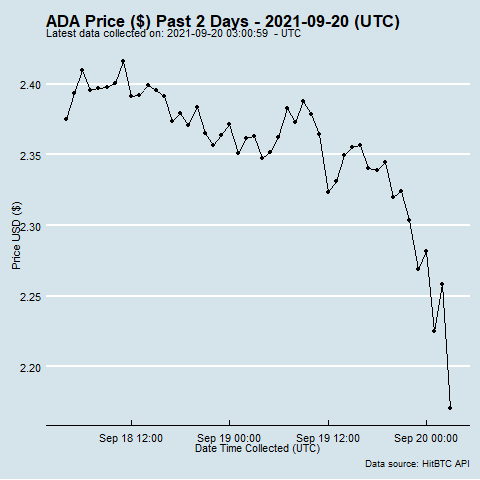 ADA Price ($) Past 2 Days - 2021-09-20 (UTC)
Latest data collected on: 2021-09-20 03:00:59  - UTC
Price USD ($)
2.40
2.35
2.30
2.25
2.20
Sep 18 12:00
Sep 19 00:00
Sep 19 12:00
Sep 20 00:00
Date Time Collected (UTC)
Data source: HitBTC API